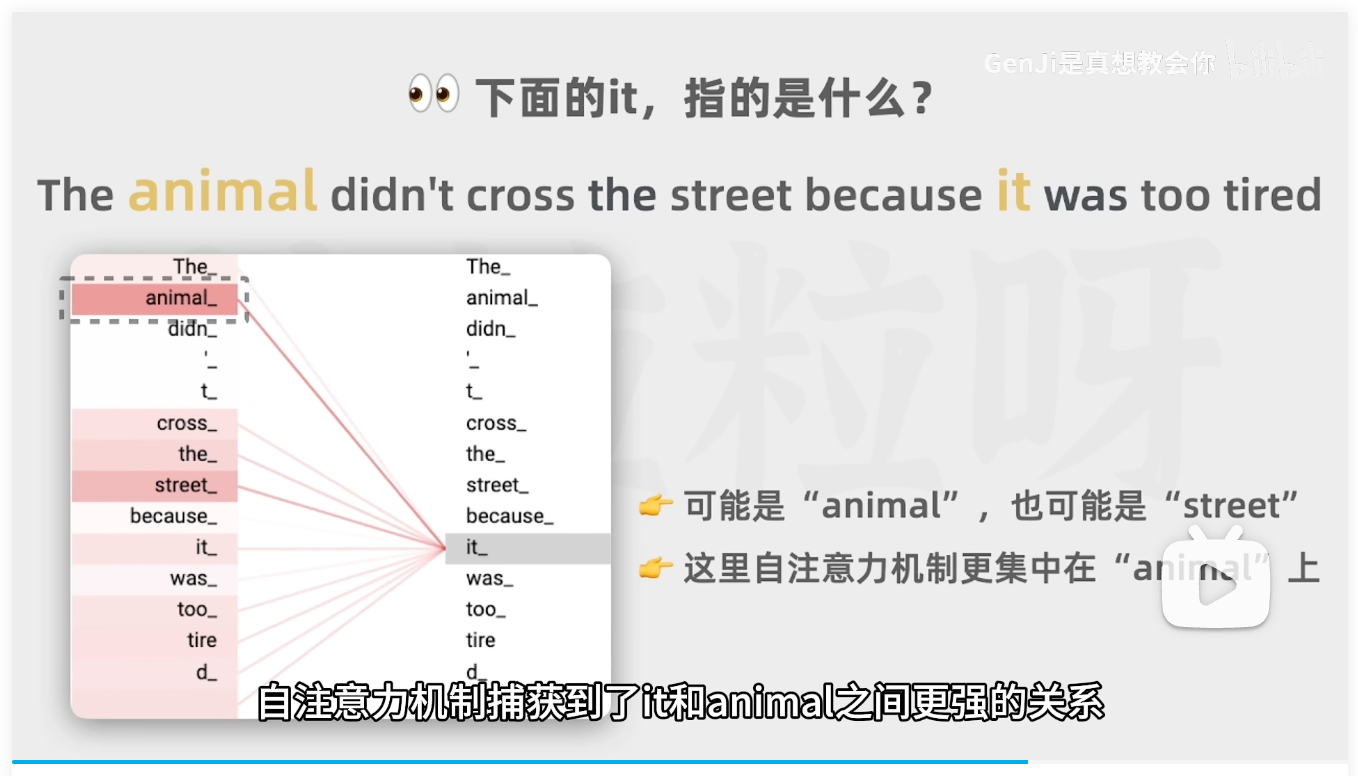 GenJi是真想教会你 bilibili
👀 下面的it，指的是什么？
The animal didn't cross the street because it was too tired
The_ The_
animal_ animal_
didn_ didn_
'_ '_
t_ t_
cross_ cross_
the_ the_
street_ street_
because_ because_
it_ it_
was_ was_
too_ too_
tire tire
d_ d_
👉 可能是“animal”，也可能是“street”
👉 这里自注意力机制更集中在“animal”上
自注意力机制捕获到了it和animal之间更强的关系
粒呀